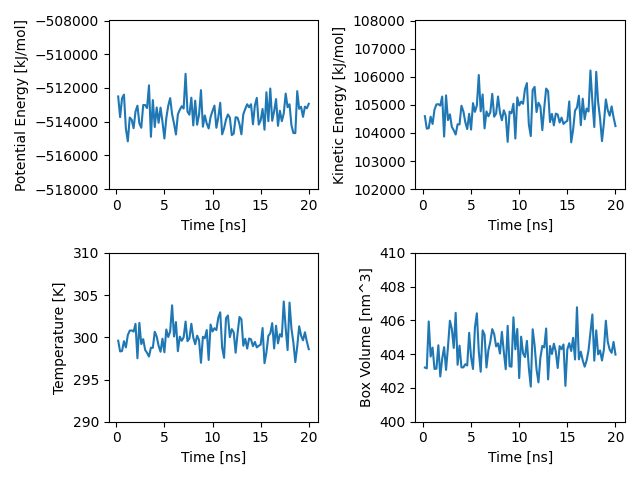 Potential Energy [kJ/mol]
−508000
−510000
−512000
−514000
−516000
−518000
0 5 10 15 20
Time [ns]
Kinetic Energy [kJ/mol]
108000
107000
106000
105000
104000
103000
102000
0 5 10 15 20
Time [ns]
Temperature [K]
310
305
300
295
290
0 5 10 15 20
Time [ns]
Box Volume [nm^3]
410
408
406
404
402
400
0 5 10 15 20
Time [ns]